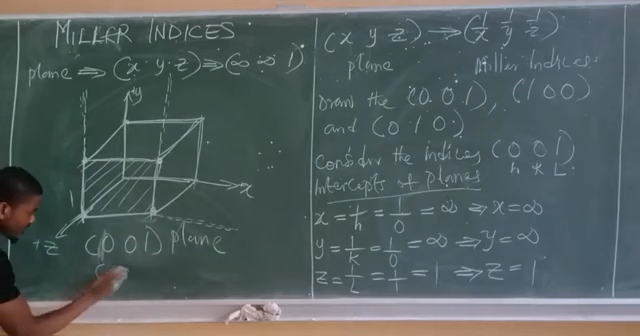 MILLER INDICES
plane ⇒ (x y z) ⇒ (∞ ∞ 1)
y
x
1
+z
(0 0 1) plane
(x y z) → (1/x 1/y 1/z)
plane Miller Indices
Draw the (0 0 1), (1 0 0)
and (0 1 0)
Consider the indices (0 0 1)
h k L
Intercepts of planes
x = 1/h = 1/0 = ∞ ⇒ x = ∞
y = 1/k = 1/0 = ∞ ⇒ y = ∞
z = 1/L = 1/1 = 1 ⇒ z = 1